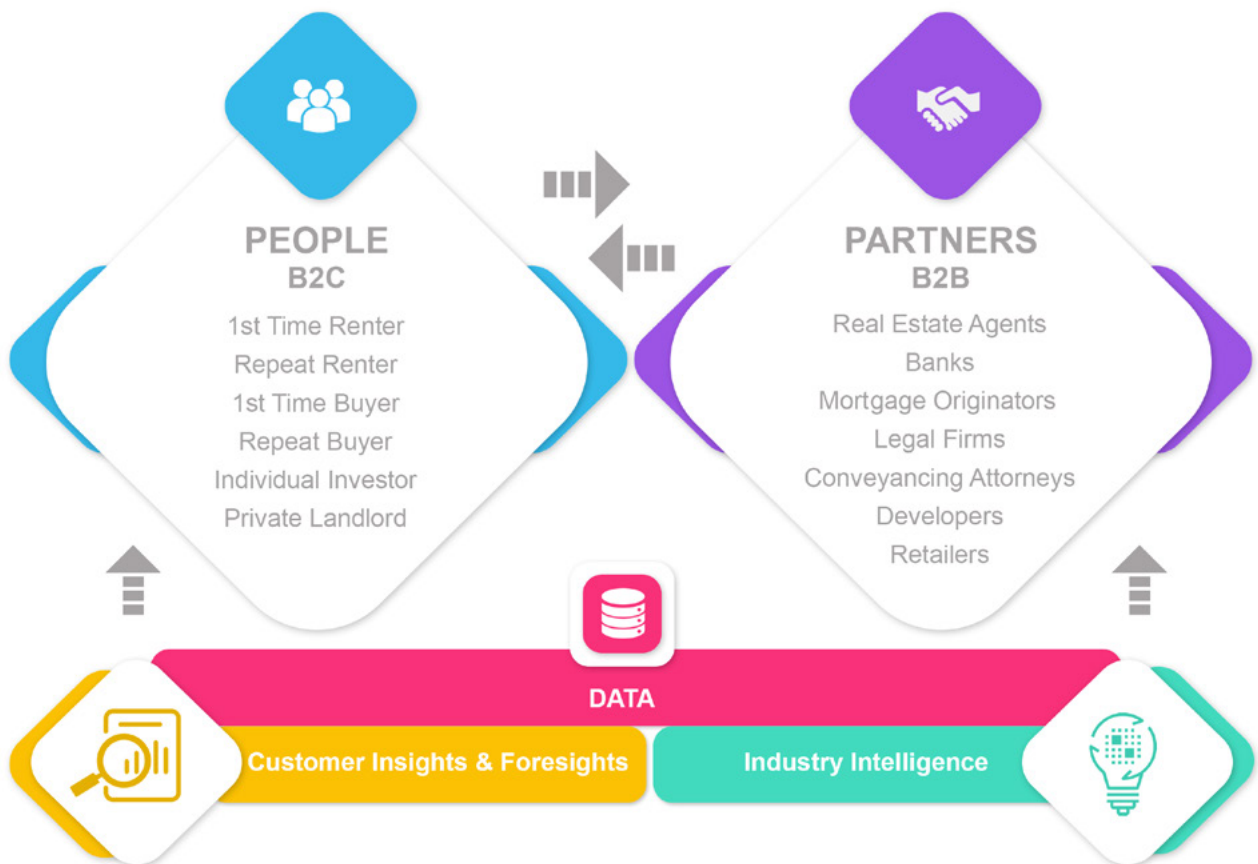 PEOPLE
B2C
1st Time Renter
Repeat Renter
1st Time Buyer
Repeat Buyer
Individual Investor
Private Landlord
PARTNERS
B2B
Real Estate Agents
Banks
Mortgage Originators
Legal Firms
Conveyancing Attorneys
Developers
Retailers
DATA
Customer Insights & Foresights
Industry Intelligence